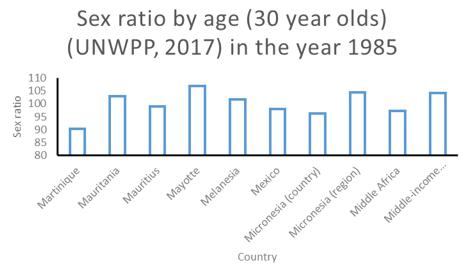 Sex ratio by age (30 year olds)
(UNWPP, 2017) in the year 1985
Sex ratio
110
105
100
95
90
85
80
Martinique
Mauritania
Mauritius
Mayotte
Melanesia
Mexico
Micronesia (country)
Micronesia (region)
Middle Africa
Middle-income...
Country